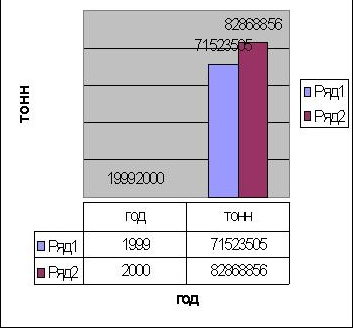 82868856
71523505
тонн
19992000
Ряд1
Ряд2
год тонн
Ряд1 1999 71523505
Ряд2 2000 82868856
год